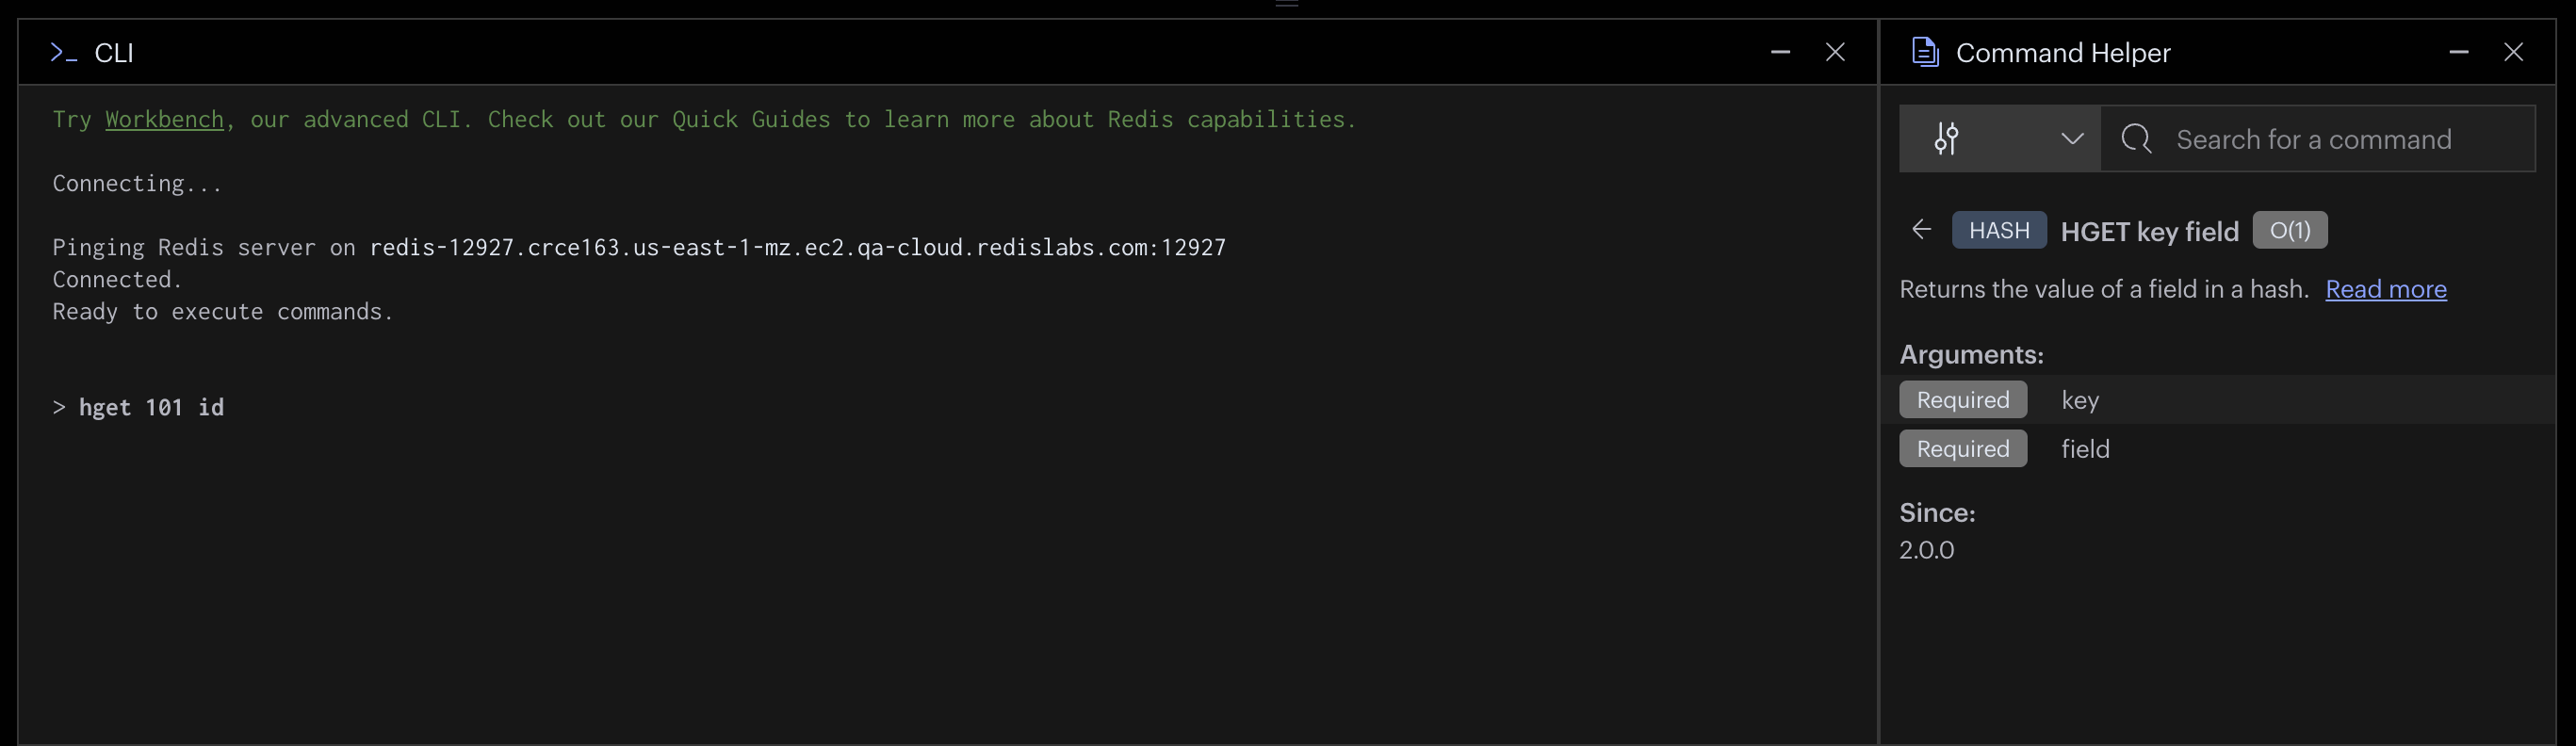 >_ CLI
Try Workbench, our advanced CLI. Check out our Quick Guides to learn more about Redis capabilities.
Connecting...
Pinging Redis server on redis-12927.crce163.us-east-1-mz.ec2.qa-cloud.redislabs.com:12927
Connected.
Ready to execute commands.
> hget 101 id
Command Helper
Search for a command
HASH HGET key field O(1)
Returns the value of a field in a hash. Read more
Arguments:
Required key
Required field
Since:
2.0.0